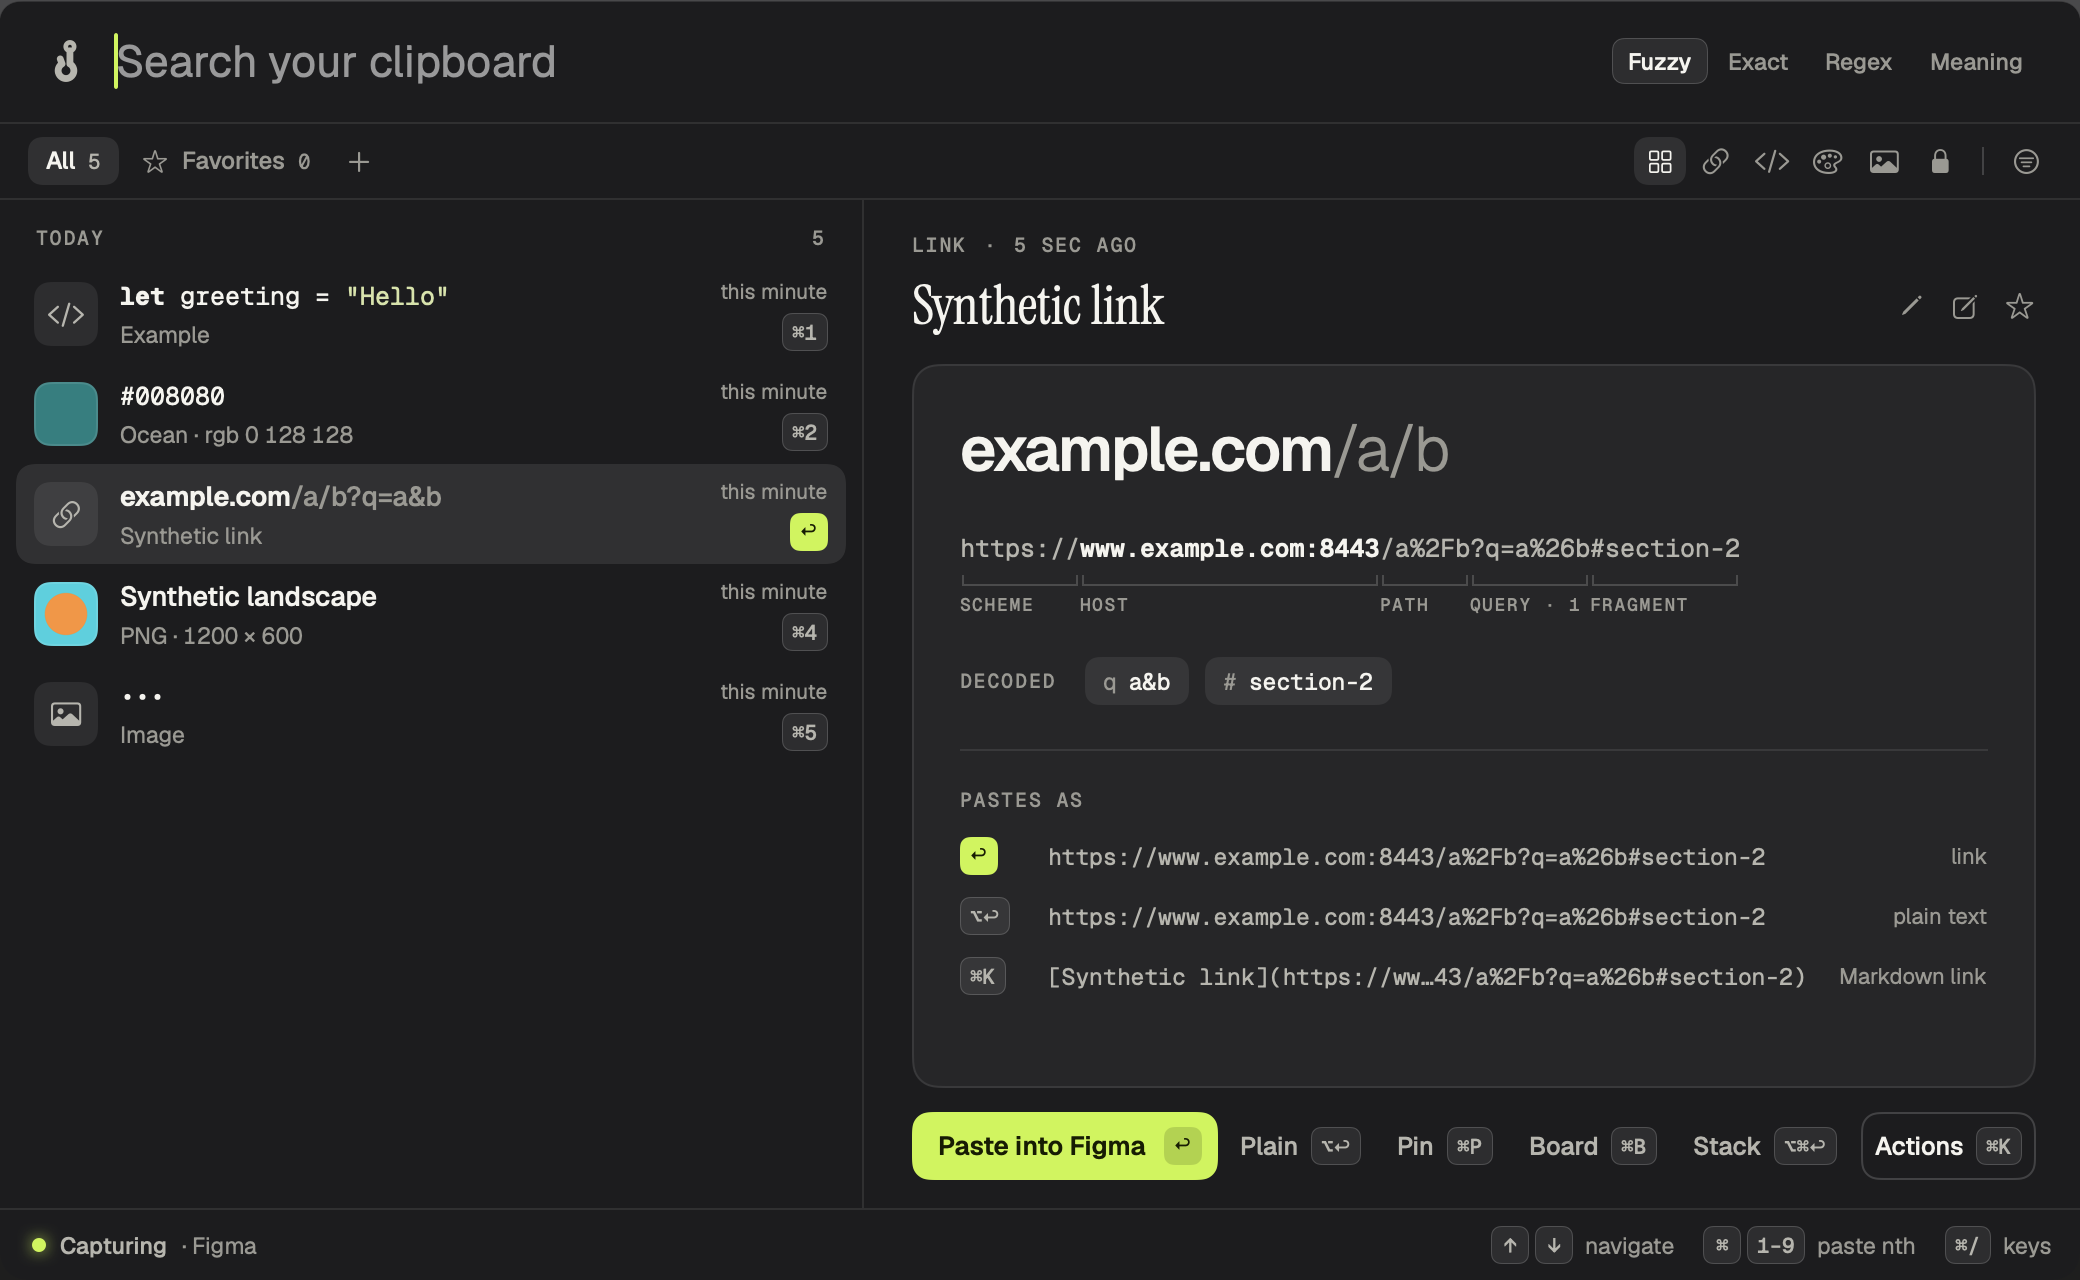 Search your clipboard
Fuzzy Exact Regex Meaning
All 5 Favorites 0
TODAY 5
let greeting = "Hello" this minute
Example ⌘1
#008080 this minute
Ocean · rgb 0 128 128 ⌘2
example.com/a/b?q=a&b this minute
Synthetic link ↩
Synthetic landscape this minute
PNG · 1200 × 600 ⌘4
... this minute
Image ⌘5
LINK · 5 SEC AGO
Synthetic link
example.com/a/b
https://www.example.com:8443/a%2Fb?q=a%26b#section-2
SCHEME HOST PATH QUERY · 1 FRAGMENT
DECODED q a&b # section-2
PASTES AS
↩ https://www.example.com:8443/a%2Fb?q=a%26b#section-2 link
⌥↩ https://www.example.com:8443/a%2Fb?q=a%26b#section-2 plain text
⌘K [Synthetic link](https://ww…43/a%2Fb?q=a%26b#section-2) Markdown link
Paste into Figma ↩ Plain ⌥↩ Pin ⌘P Board ⌘B Stack ⌥⌘↩ Actions ⌘K
Capturing · Figma
↑ ↓ navigate ⌘ 1-9 paste nth ⌘/ keys